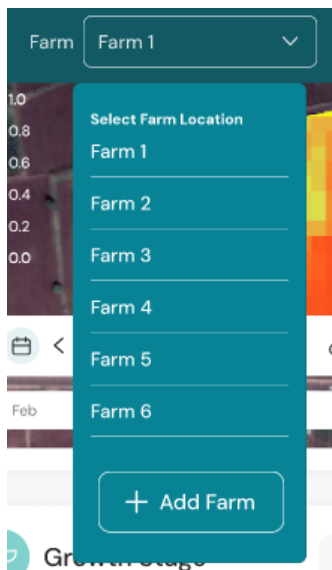 Farm Farm 1
1.0
0.8
0.6
0.4
0.2
0.0
Select Farm Location
Farm 1
Farm 2
Farm 3
Farm 4
Farm 5
Farm 6
+ Add Farm
Feb
Growth Stage